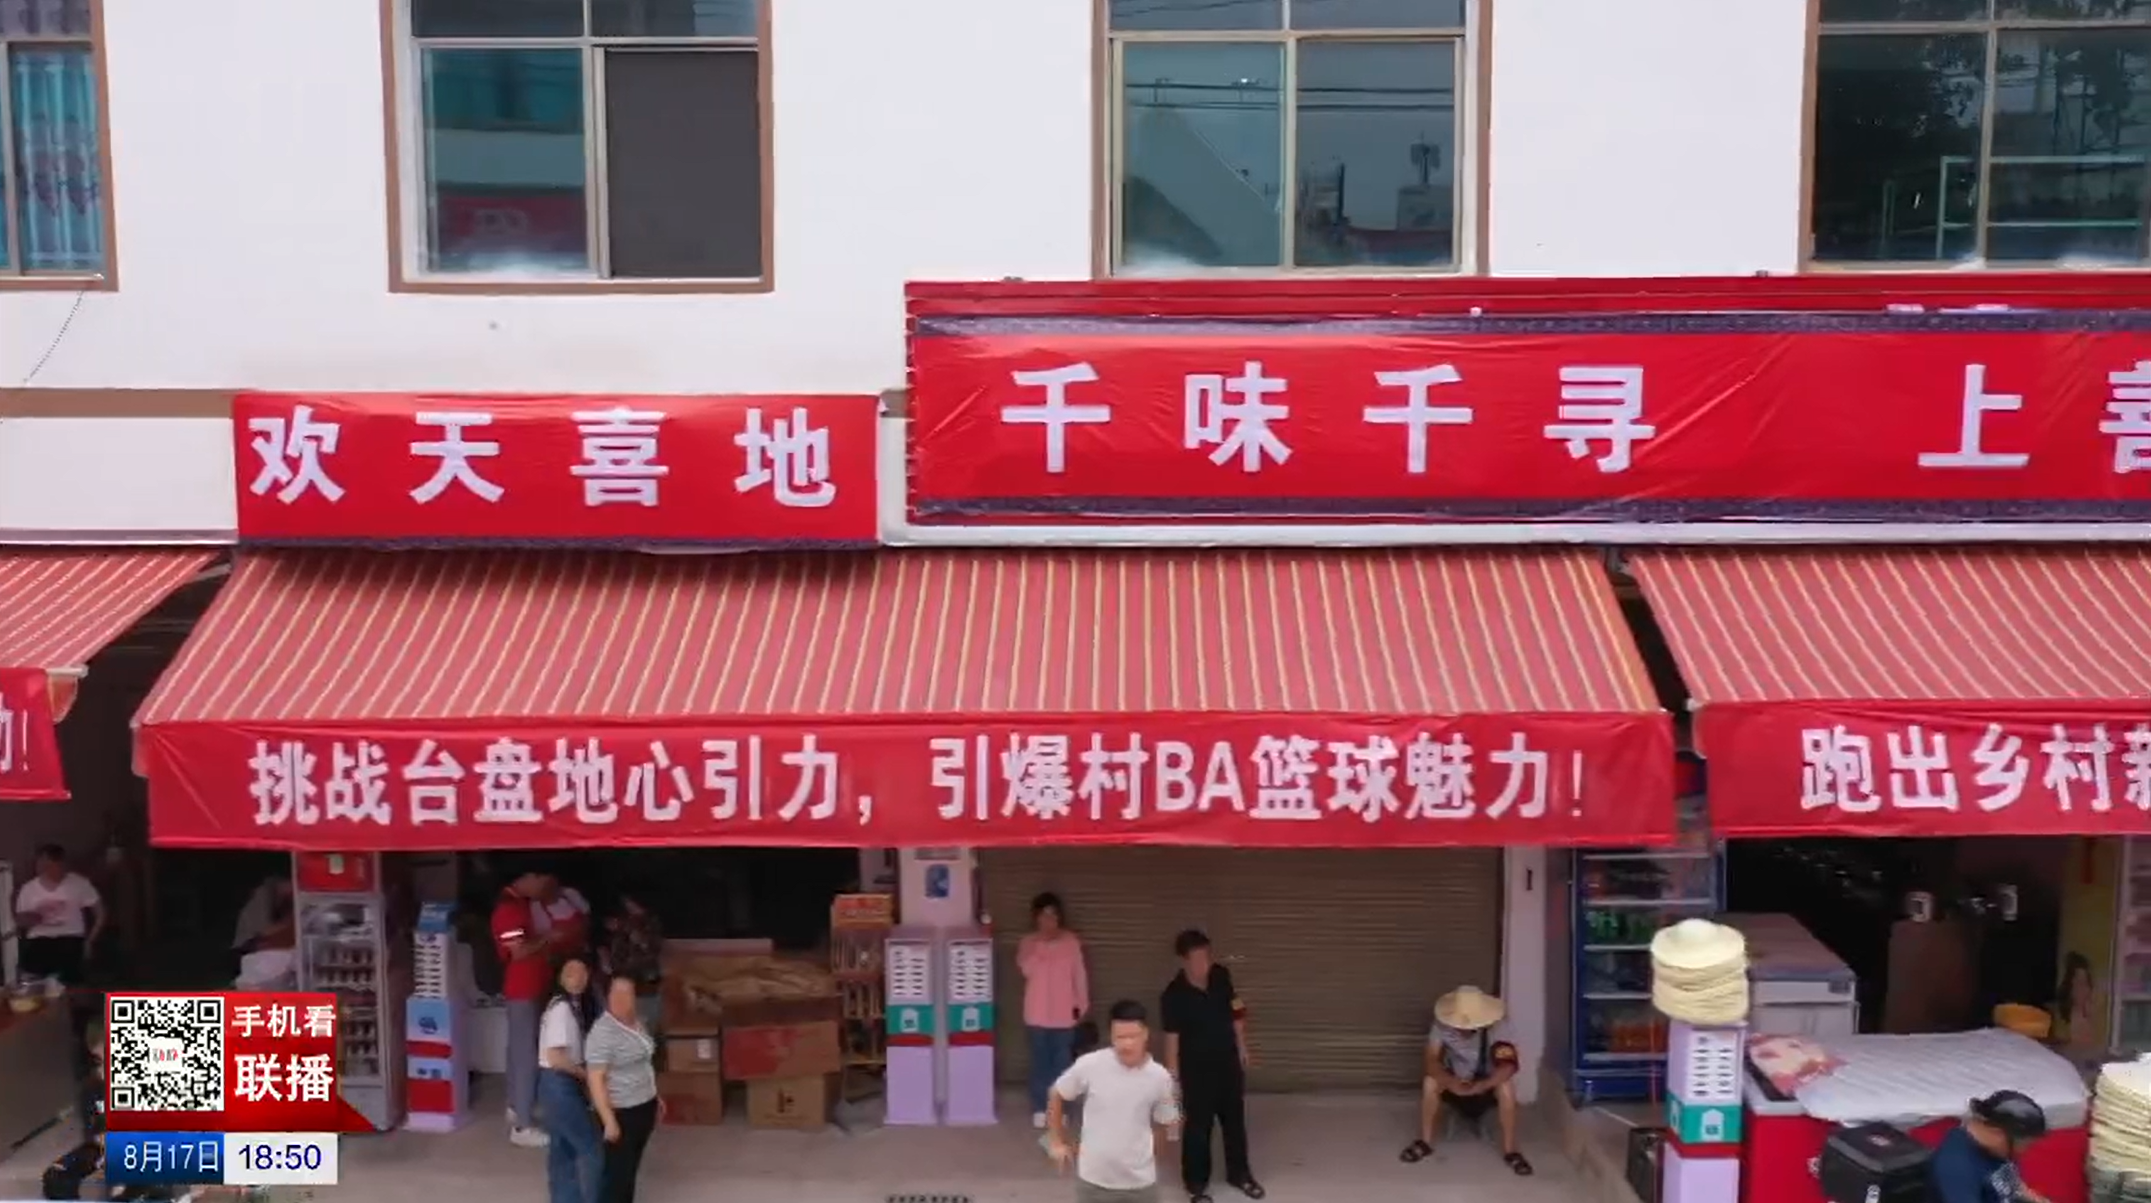 欢天喜地
千味千寻 上善
挑战台盘地心引力，引爆村BA篮球魅力！
跑出乡村
手机看
联播
8月17日 18:50